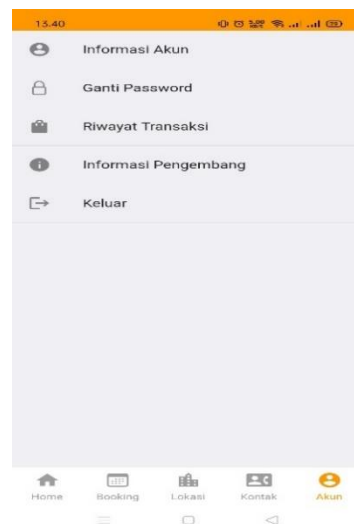 13.40
Informasi Akun
Ganti Password
Riwayat Transaksi
Informasi Pengembang
Keluar
Home Booking Lokasi Kontak Akun